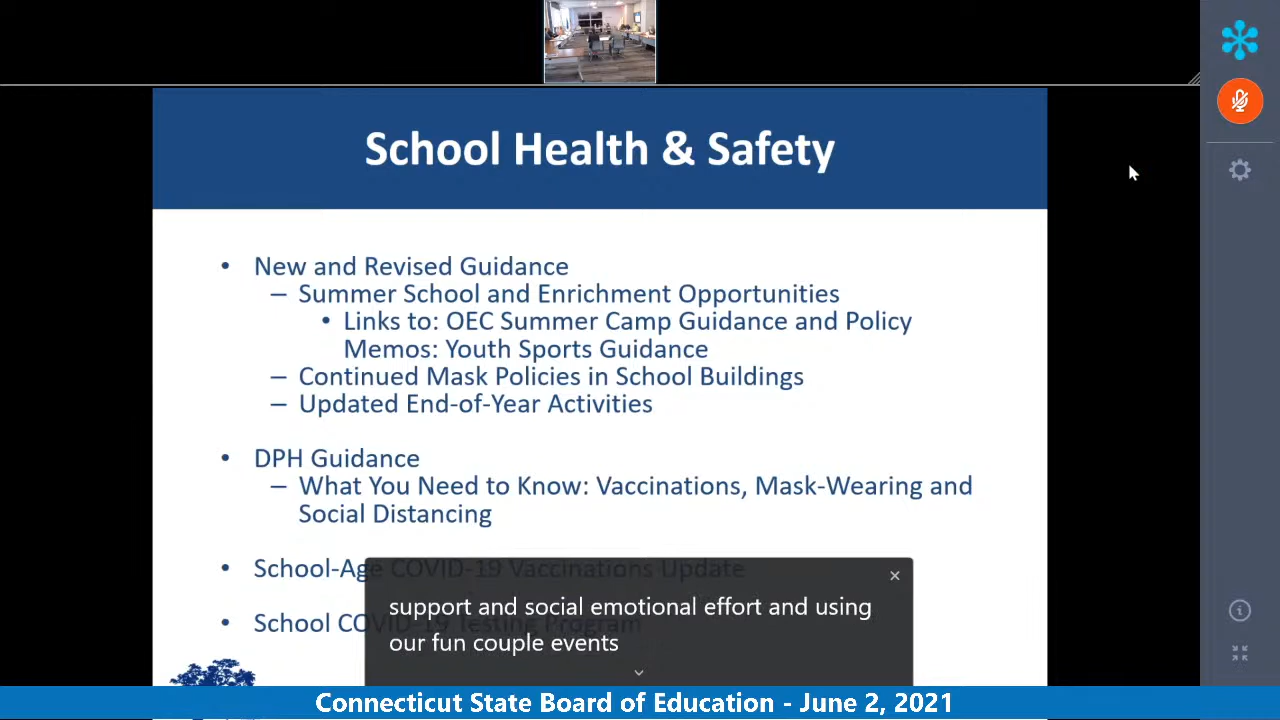 School Health & Safety
• New and Revised Guidance
– Summer School and Enrichment Opportunities
• Links to: OEC Summer Camp Guidance and Policy
Memos: Youth Sports Guidance
– Continued Mask Policies in School Buildings
– Updated End-of-Year Activities
• DPH Guidance
– What You Need to Know: Vaccinations, Mask-Wearing and
Social Distancing
• School-Age COVID-19 Vaccinations Update
• School COVID-19 Testing Program
support and social emotional effort and using
our fun couple events
Connecticut State Board of Education - June 2, 2021